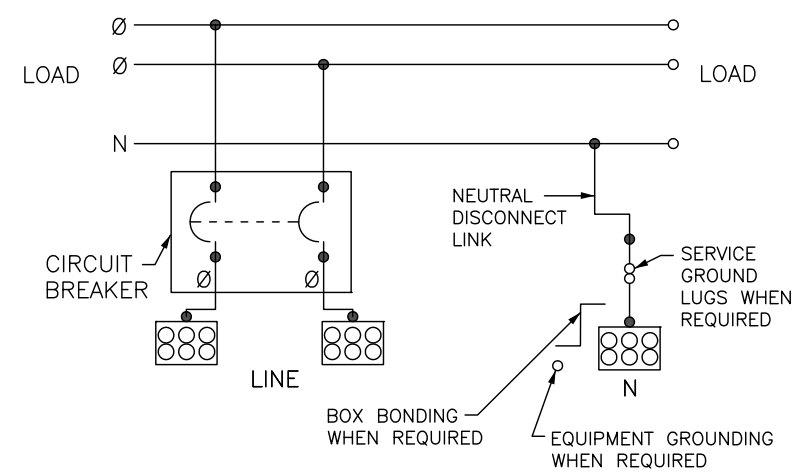 Ø
Ø
LOAD
LOAD
N
NEUTRAL
DISCONNECT
LINK
CIRCUIT
BREAKER
Ø Ø
SERVICE
GROUND
LUGS WHEN
REQUIRED
LINE
N
BOX BONDING
WHEN REQUIRED
EQUIPMENT GROUNDING
WHEN REQUIRED